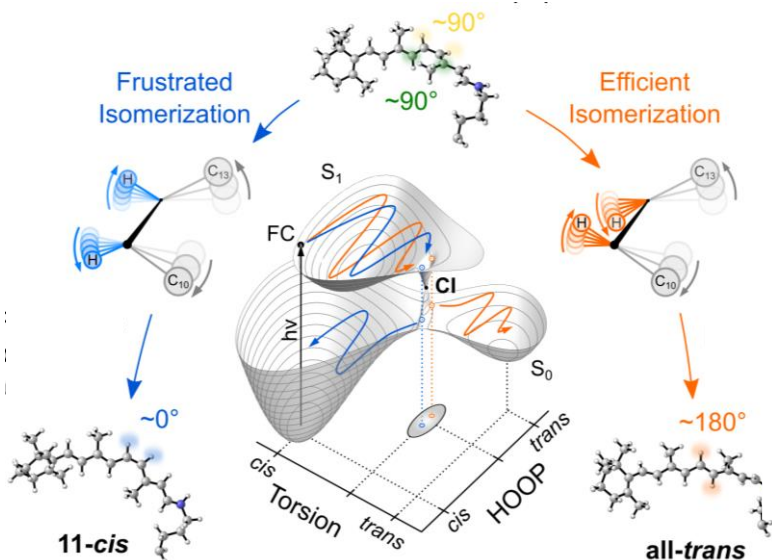 ~90°
Frustrated
Isomerization
~90°
Efficient
Isomerization
H
C13
H
C10
S1
FC
CI
hν
S0
H
H
C13
C10
~0°
11-cis
cis
Torsion
trans
cis
HOOP
trans
~180°
all-trans